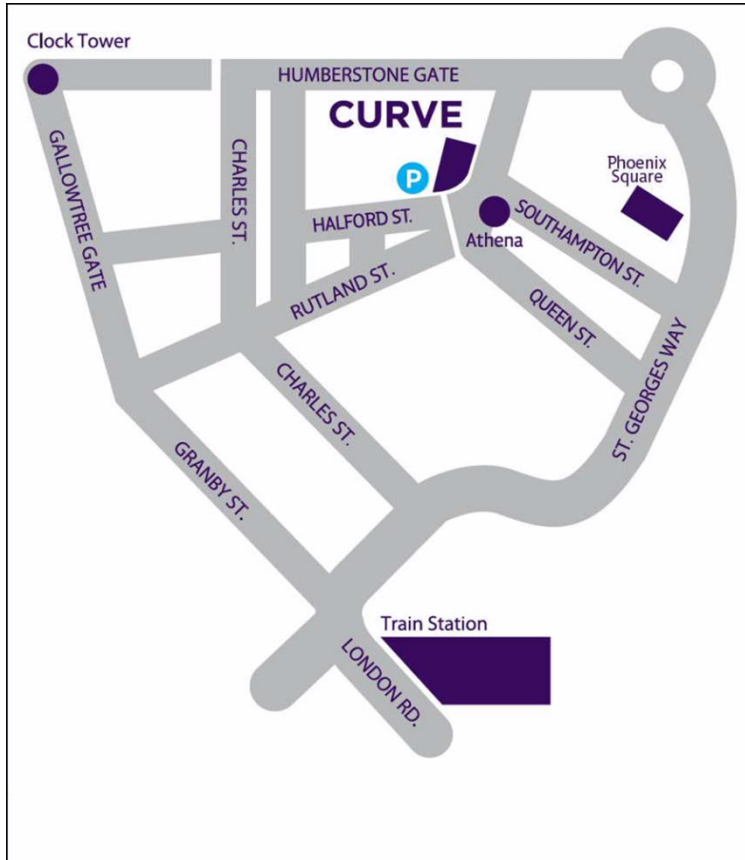 Clock Tower
HUMBERSTONE GATE
CURVE
GALLOWTREE GATE
CHARLES ST.
P
Phoenix
Square
HALFORD ST.
Athena
SOUTHAMPTON ST.
RUTLAND ST.
QUEEN ST.
CHARLES ST.
ST. GEORGES WAY
GRANBY ST.
Train Station
LONDON RD.